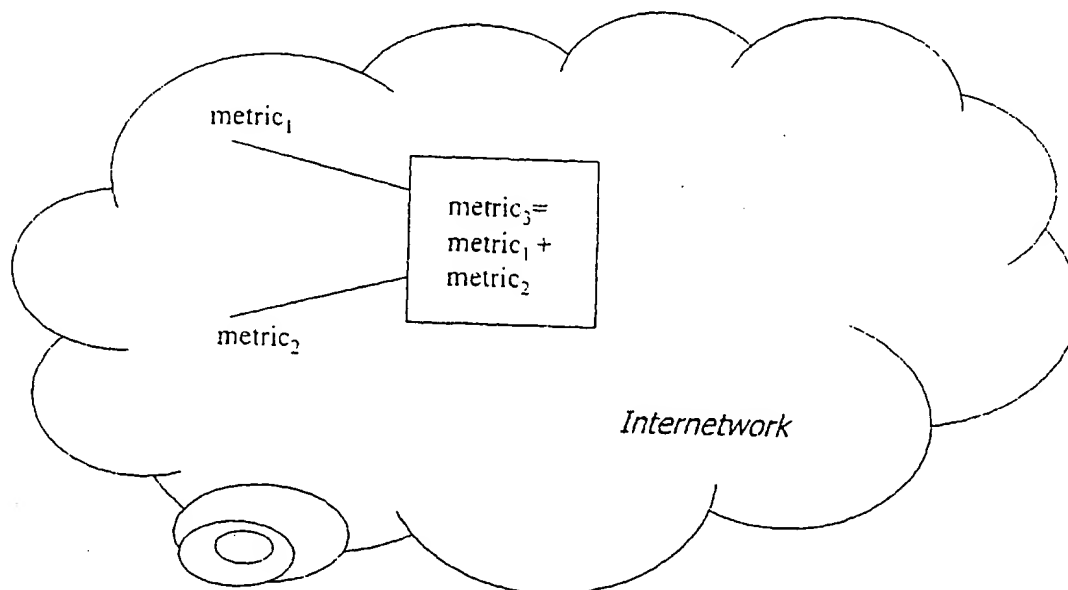 metric₁
metric₃=
metric₁ +
metric₂
metric₂
Internetwork